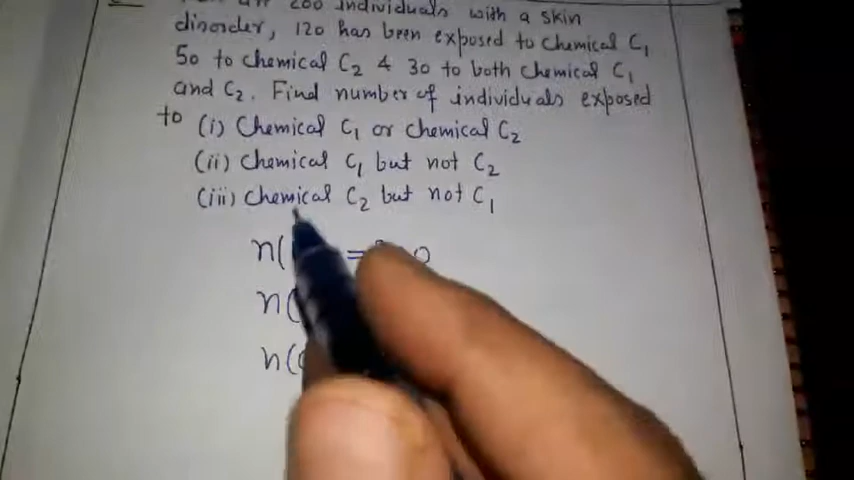 200 individuals with a skin
disorder, 120 has been exposed to chemical C₁
50 to chemical C₂ & 30 to both chemical C₁
and C₂. Find number of individuals exposed
to (i) Chemical C₁ or chemical C₂
(ii) Chemical C₁ but not C₂
(iii) Chemical C₂ but not C₁
n( =
n(
n(